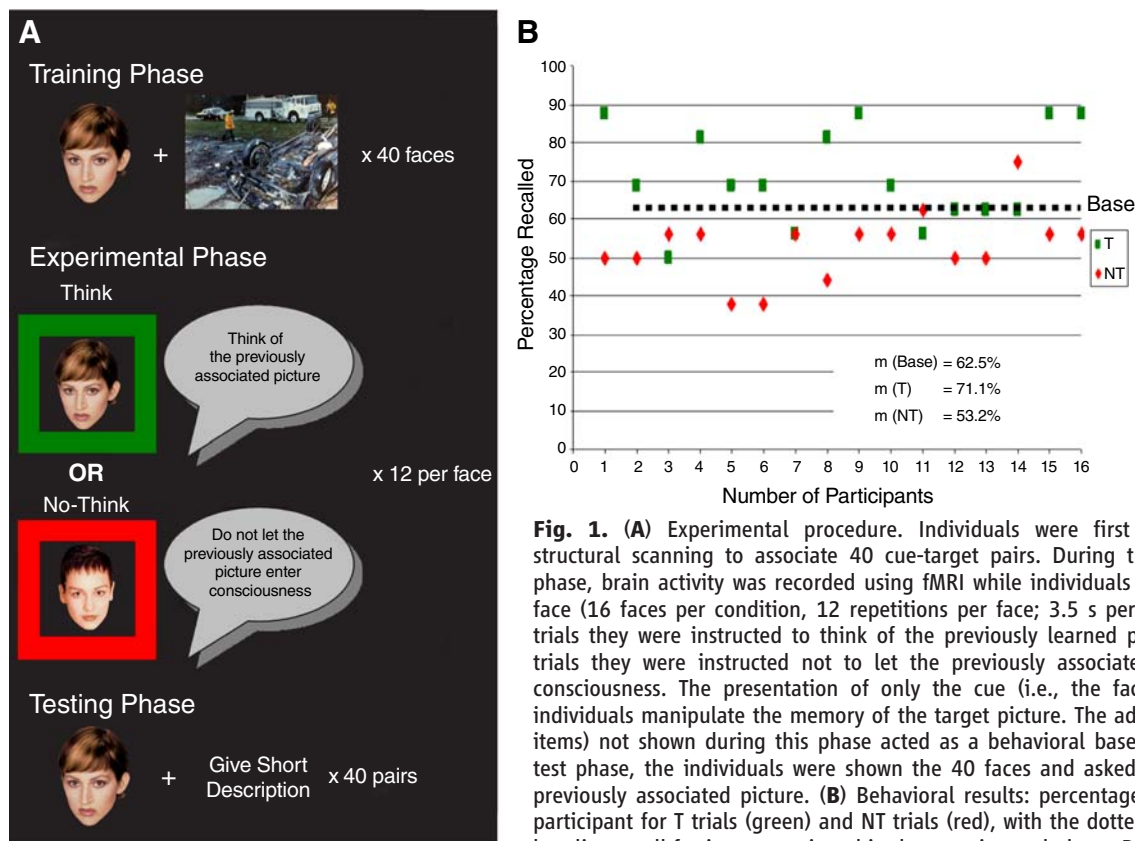 A
Training Phase
+
x 40 faces
Experimental Phase
Think
Think of
the previously
associated picture
OR
x 12 per face
No-Think
Do not let the
previously associated
picture enter
consciousness
Testing Phase
+
Give Short
Description
x 40 pairs
B
Percentage Recalled
100
90
80
70
60
50
40
30
20
10
0
Base
T
NT
m (Base) = 62.5%
m (T) = 71.1%
m (NT) = 53.2%
0 1 2 3 4 5 6 7 8 9 10 11 12 13 14 15 16
Number of Participants
Fig. 1. (A) Experimental procedure. Individuals were first
structural scanning to associate 40 cue-target pairs. During t
phase, brain activity was recorded using fMRI while individuals
face (16 faces per condition, 12 repetitions per face; 3.5 s per
trials they were instructed to think of the previously learned p
trials they were instructed not to let the previously associate
consciousness. The presentation of only the cue (i.e., the fac
individuals manipulate the memory of the target picture. The ad
items) not shown during this phase acted as a behavioral base
test phase, the individuals were shown the 40 faces and asked
previously associated picture. (B) Behavioral results: percentage
participant for T trials (green) and NT trials (red), with the dotte